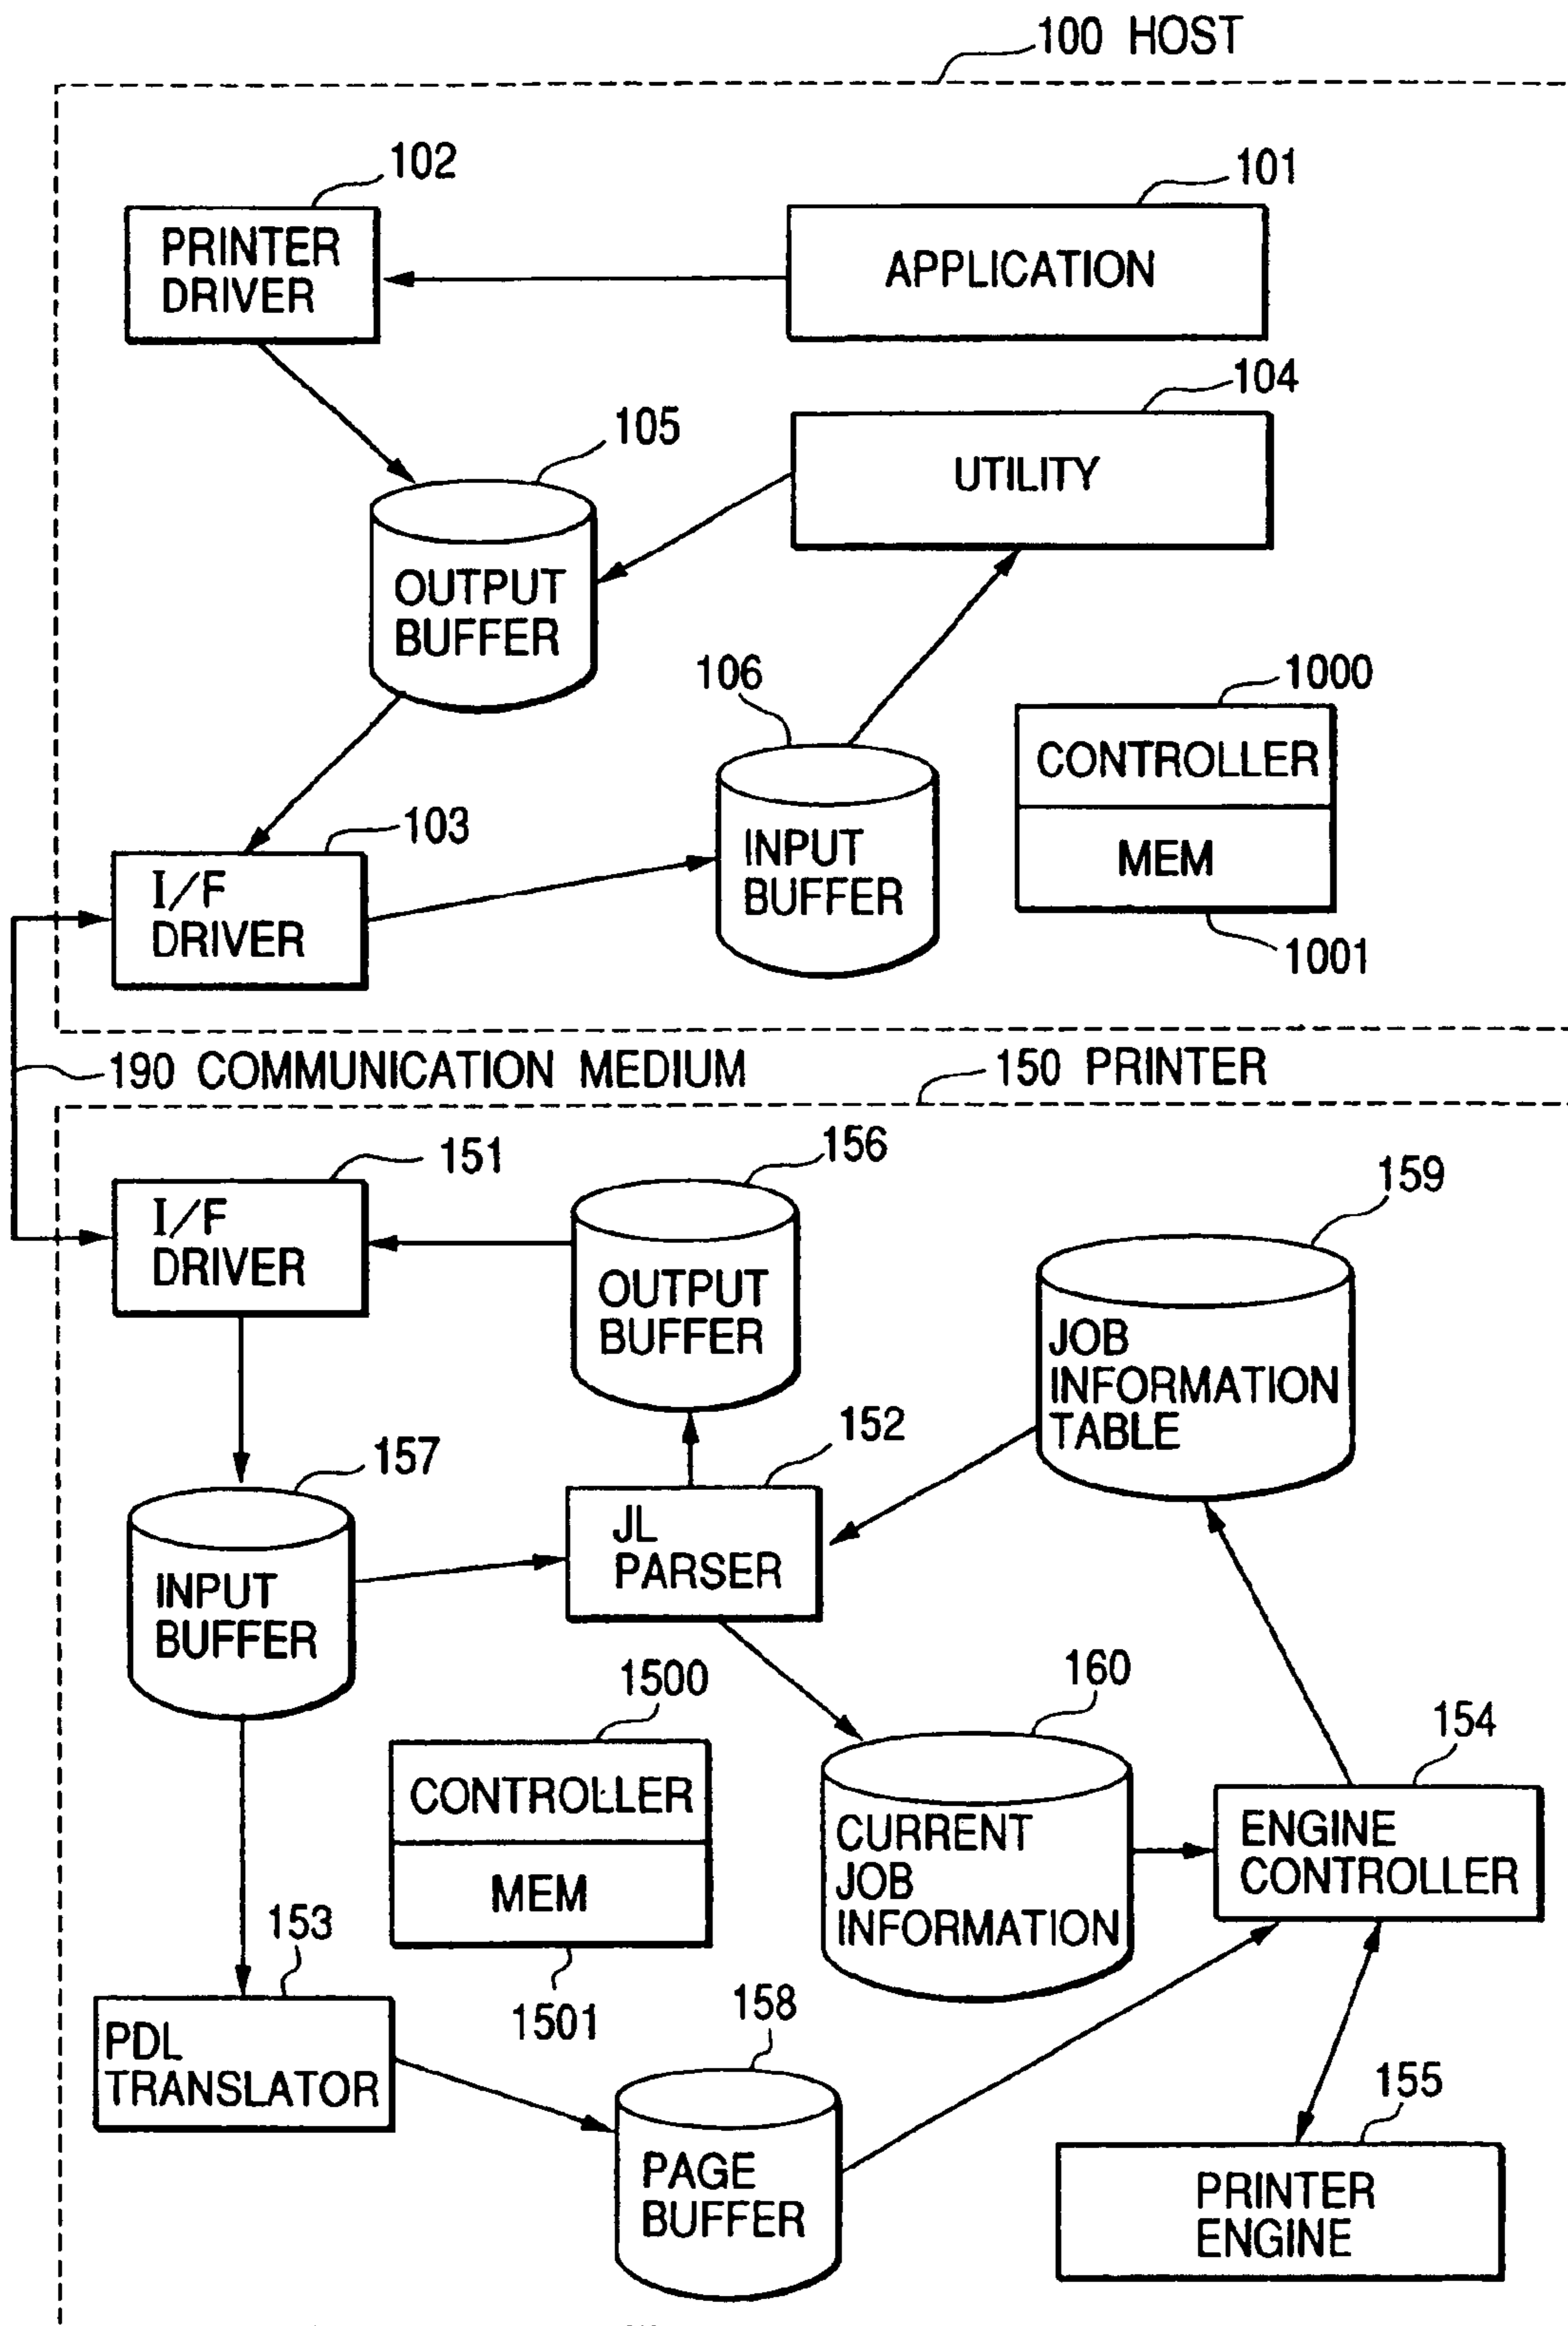 100 HOST
102
101
PRINTER
DRIVER
APPLICATION
104
105
UTILITY
OUTPUT
BUFFER
106
1000
CONTROLLER
103
INPUT
BUFFER
MEM
I/F
DRIVER
1001
190 COMMUNICATION MEDIUM
150 PRINTER
151
156
159
I/F
DRIVER
OUTPUT
BUFFER
JOB
INFORMATION
TABLE
152
157
JL
PARSER
INPUT
BUFFER
1500
160
154
CONTROLLER
CURRENT
JOB
INFORMATION
ENGINE
CONTROLLER
MEM
153
1501
158
PDL
TRANSLATOR
155
PAGE
BUFFER
PRINTER
ENGINE